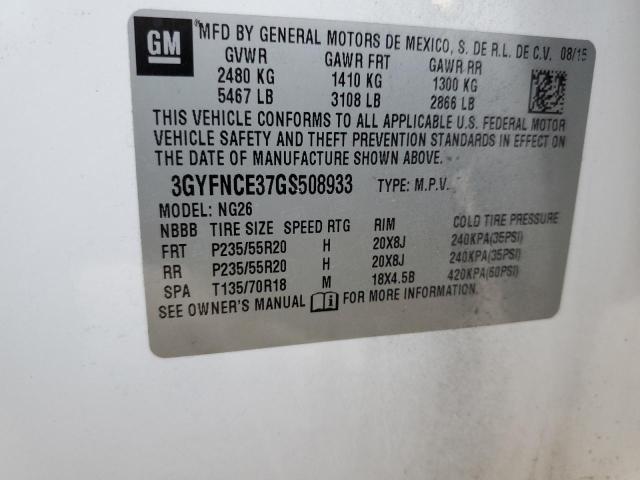 GM
MFD BY GENERAL MOTORS DE MEXICO, S. DE R.L. DE C.V. 08/15
GVWR GAWR FRT GAWR RR
2480 KG 1410 KG 1300 KG
5467 LB 3108 LB 2866 LB
THIS VEHICLE CONFORMS TO ALL APPLICABLE U.S. FEDERAL MOTOR
VEHICLE SAFETY AND THEFT PREVENTION STANDARDS IN EFFECT ON
THE DATE OF MANUFACTURE SHOWN ABOVE.
3GYFNCE37GS508933 TYPE: M.P.V.
MODEL: NG26
NBBB TIRE SIZE SPEED RTG RIM COLD TIRE PRESSURE
FRT P235/55R20 H 20X8J 240KPA(35PSI)
RR P235/55R20 H 20X8J 240KPA(35PSI)
SPA T135/70R18 M 18X4.5B 420KPA(60PSI)
SEE OWNER'S MANUAL FOR MORE INFORMATION.